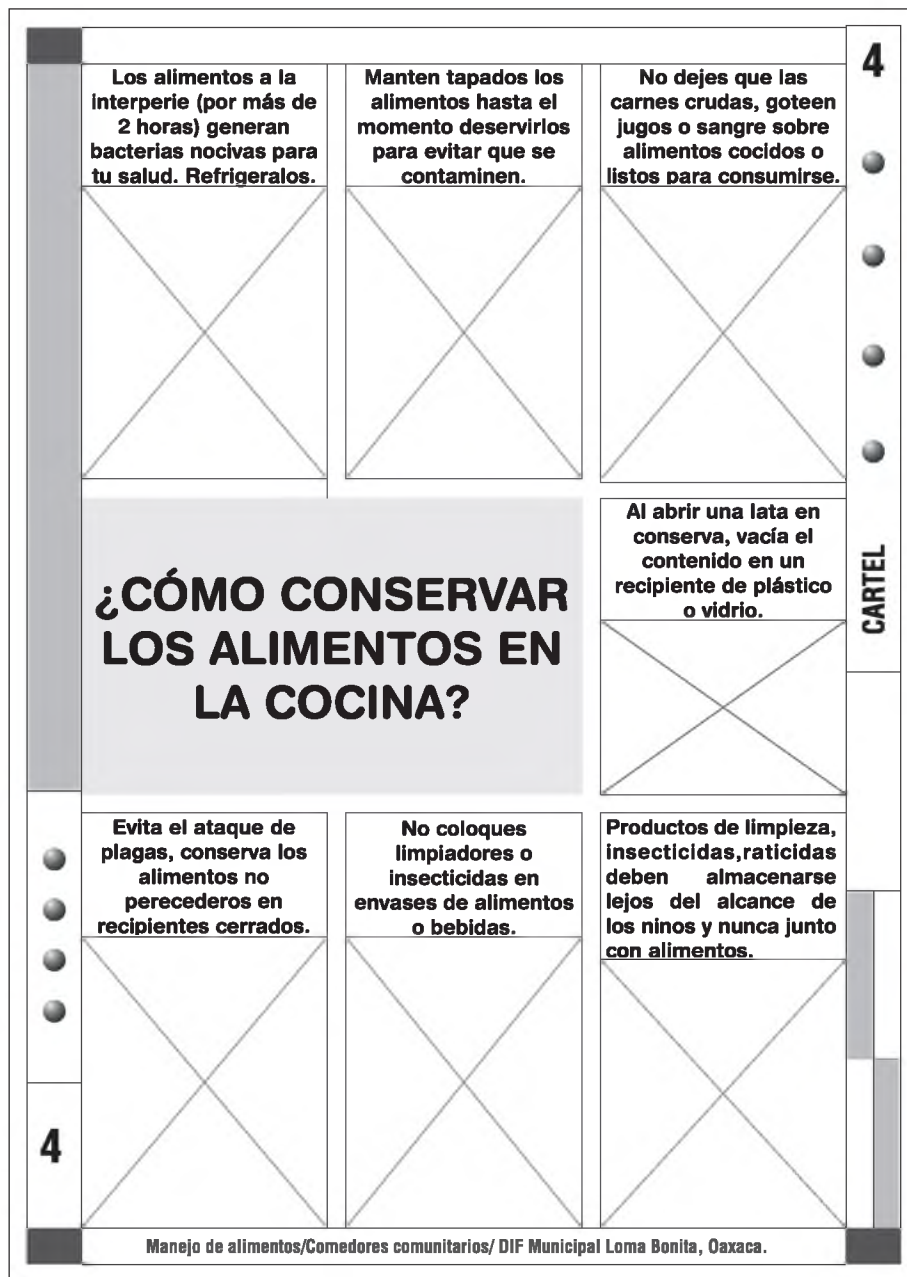 Los alimentos a la
interperie (por más de
2 horas) generan
bacterias nocivas para
tu salud. Refrigeralos.
Manten tapados los
alimentos hasta el
momento deservirlos
para evitar que se
contaminen.
No dejes que las
carnes crudas, goteen
jugos o sangre sobre
alimentos cocidos o
listos para consumirse.
4
CARTEL
¿CÓMO CONSERVAR
LOS ALIMENTOS EN
LA COCINA?
Al abrir una lata en
conserva, vacía el
contenido en un
recipiente de plástico
o vidrio.
Evita el ataque de
plagas, conserva los
alimentos no
perecederos en
recipientes cerrados.
No coloques
limpiadores o
insecticidas en
envases de alimentos
o bebidas.
Productos de limpieza,
insecticidas,raticidas
deben almacenarse
lejos del alcance de
los ninos y nunca junto
con alimentos.
4
Manejo de alimentos/Comedores comunitarios/ DIF Municipal Loma Bonita, Oaxaca.